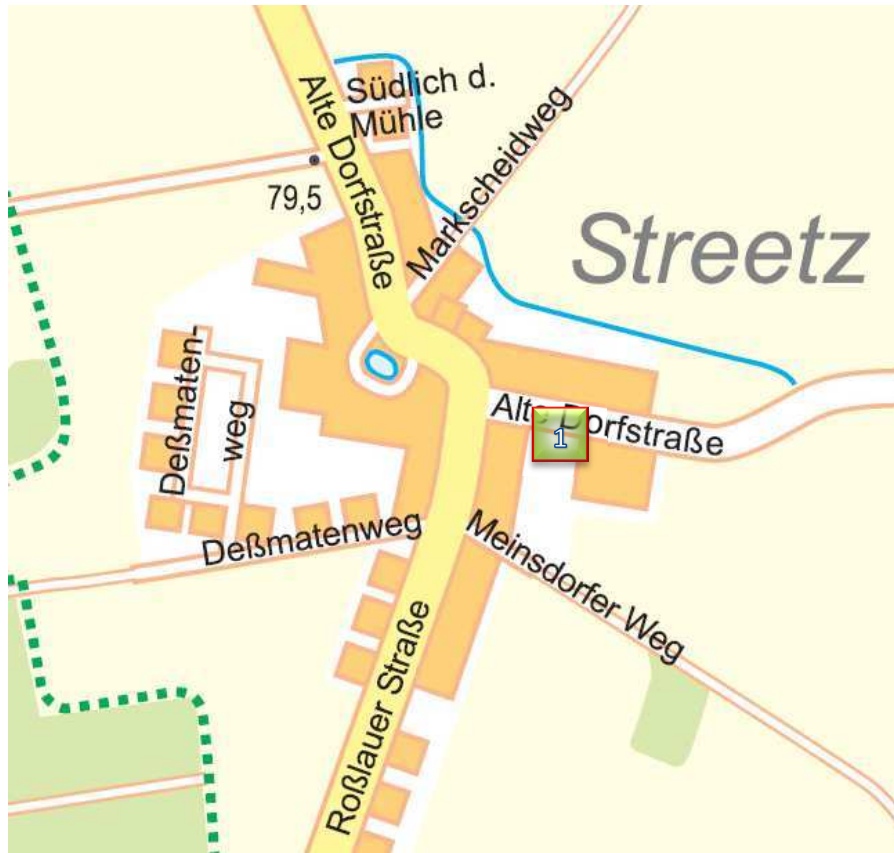 Alte Dorfstraße
Südlich d.
Mühle
Markscheidweg
79,5
Streetz
Deßmaten-
weg
Alte Dorfstraße
1
Deßmatenweg
Meinsdorfer Weg
Roßlauer Straße